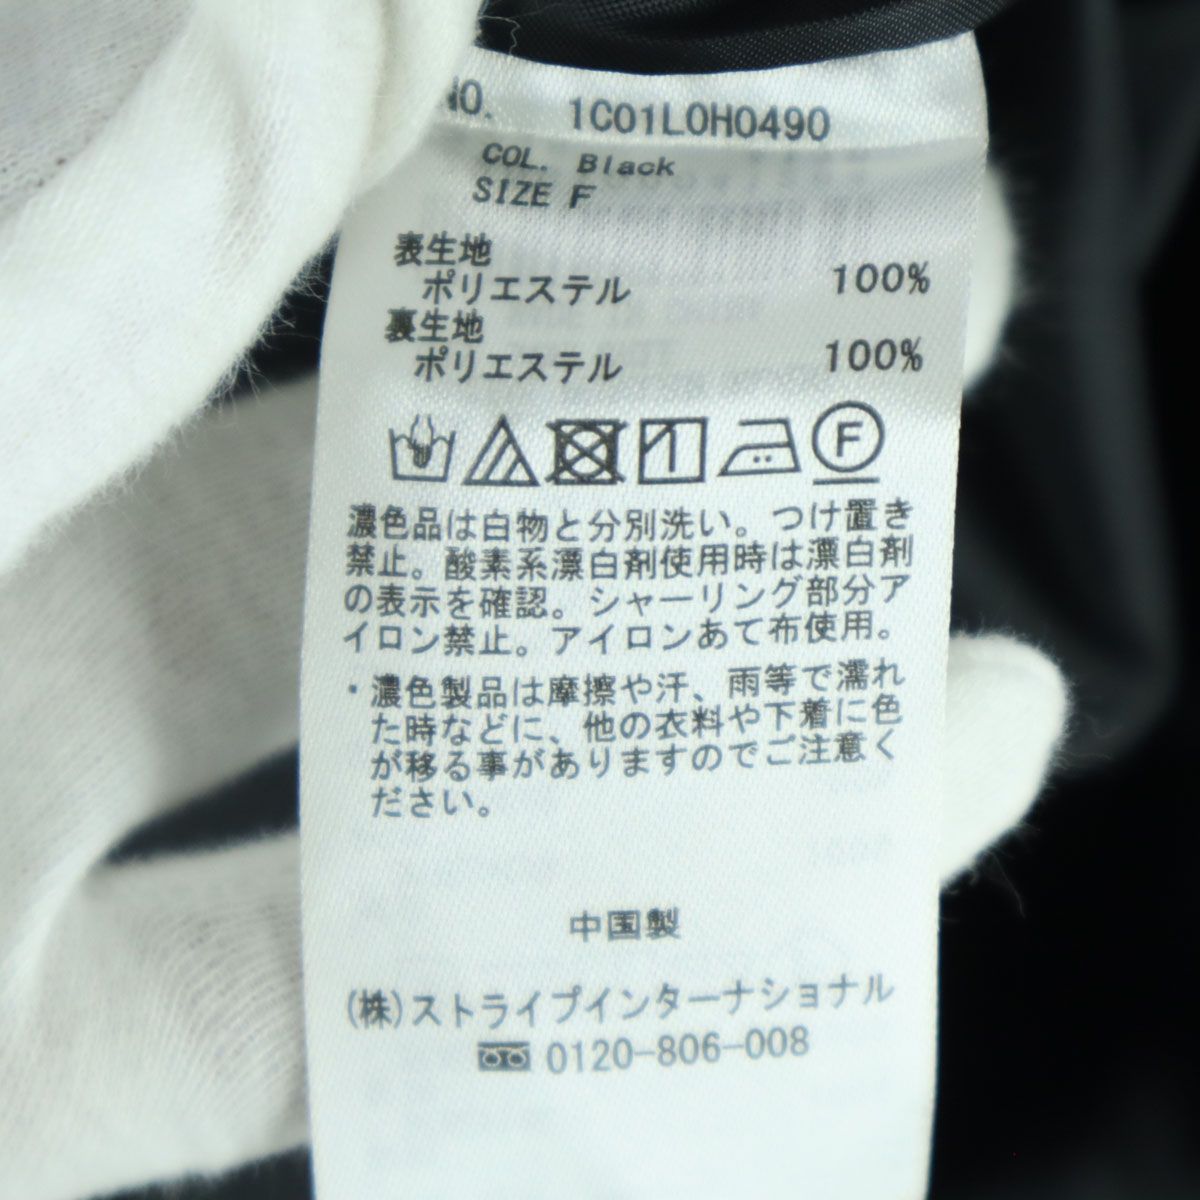 NO. 1C01L0H0490
COL. Black
SIZE F
表生地
ポリエステル 100%
裏生地
ポリエステル 100%
F
濃色品は白物と分別洗い。つけ置き
禁止。酸素系漂白剤使用時は漂白剤
の表示を確認。シャーリング部分ア
イロン禁止。アイロンあて布使用。
・濃色製品は摩擦や汗、雨等で濡れ
た時などに、他の衣料や下着に色
が移る事がありますのでご注意く
ださい。
中国製
(株)ストライプインターナショナル
0120-806-008